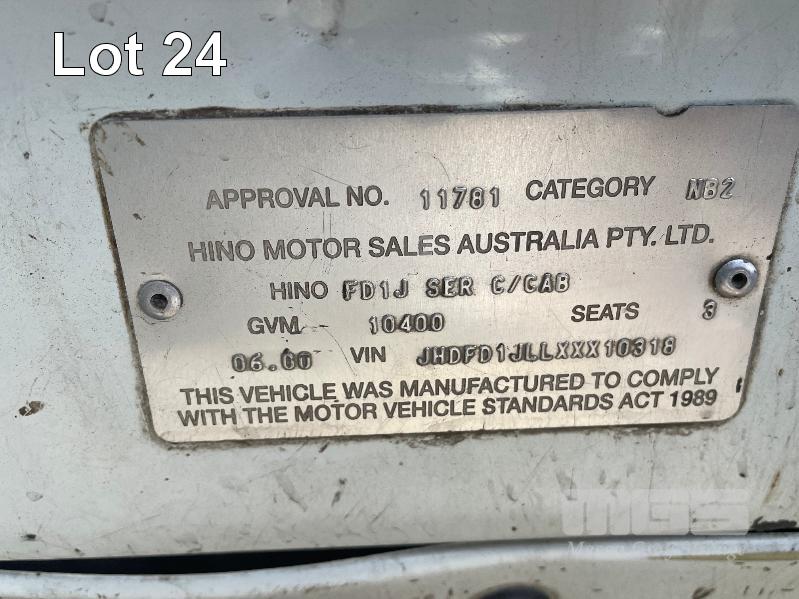 Lot 24
APPROVAL NO. 11781 CATEGORY NB2
HINO MOTOR SALES AUSTRALIA PTY. LTD.
HINO FD1J SER C/CAB
GVM 10400 SEATS 3
06.00 VIN JHDFD1JLLXXX10318
THIS VEHICLE WAS MANUFACTURED TO COMPLY
WITH THE MOTOR VEHICLE STANDARDS ACT 1989
MGS